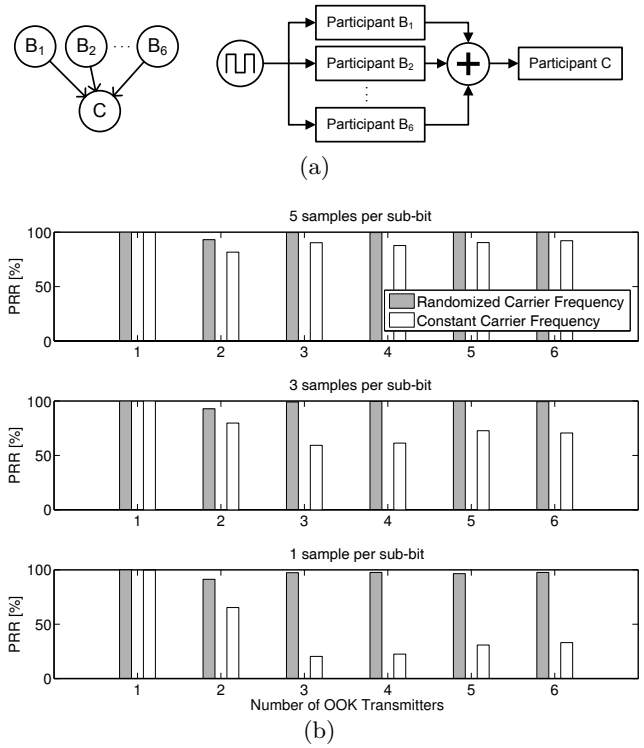 B1 B2 ··· B6
C
Participant B1
Participant B2
Participant B6
+
Participant C
(a)
5 samples per sub-bit
PRR [%]
100
50
0
1 2 3 4 5 6
Randomized Carrier Frequency
Constant Carrier Frequency
3 samples per sub-bit
PRR [%]
100
50
0
1 2 3 4 5 6
1 sample per sub-bit
PRR [%]
100
50
0
1 2 3 4 5 6
Number of OOK Transmitters
(b)